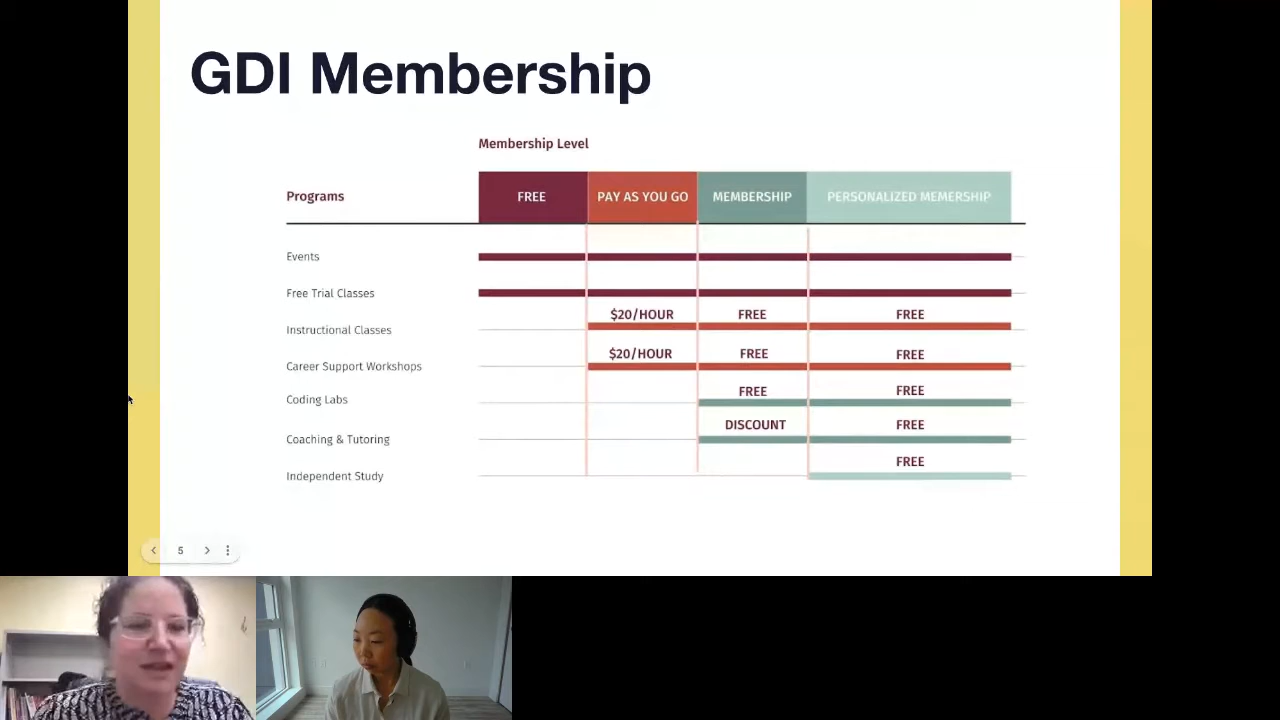 GDI Membership
Membership Level
Programs FREE PAY AS YOU GO MEMBERSHIP PERSONALIZED MEMERSHIP
Events
Free Trial Classes
Instructional Classes $20/HOUR FREE FREE
Career Support Workshops $20/HOUR FREE FREE
Coding Labs FREE FREE
Coaching & Tutoring DISCOUNT FREE
Independent Study FREE
5